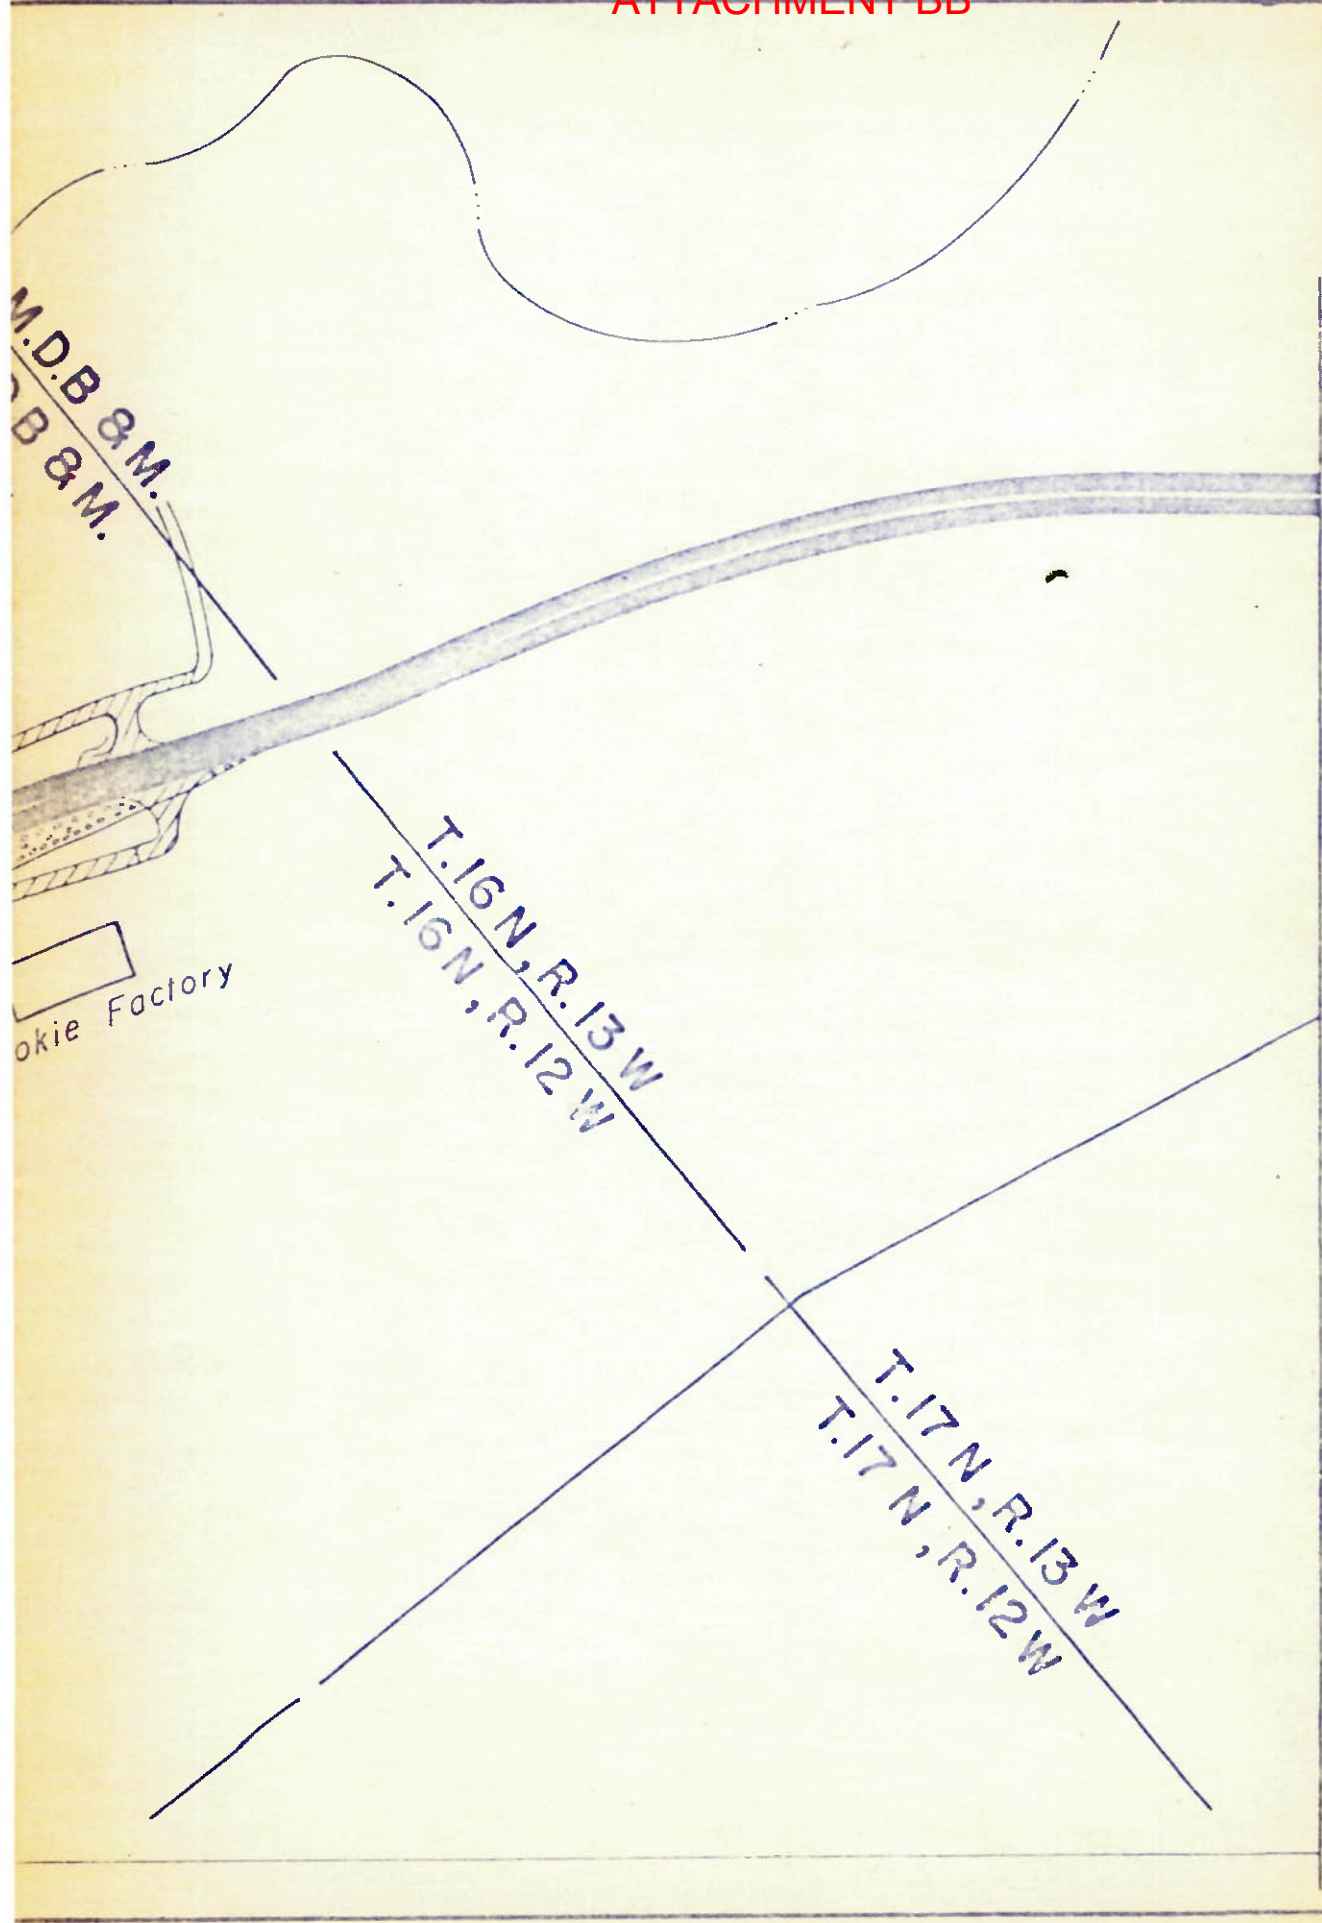 ATTACHMENT BB
M.D.B & M.
B & M.
T.16 N, R.13 W
T.16 N, R.12 W
okie Factory
T.17 N, R.13 W
T.17 N, R.12 W